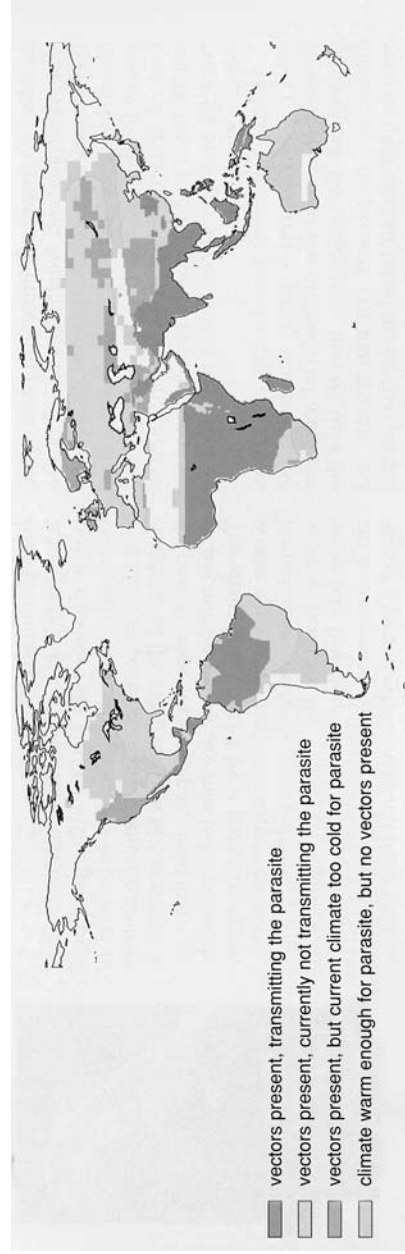 vectors present, transmitting the parasite
vectors present, currently not transmitting the parasite
vectors present, but current climate too cold for parasite
climate warm enough for parasite, but no vectors present